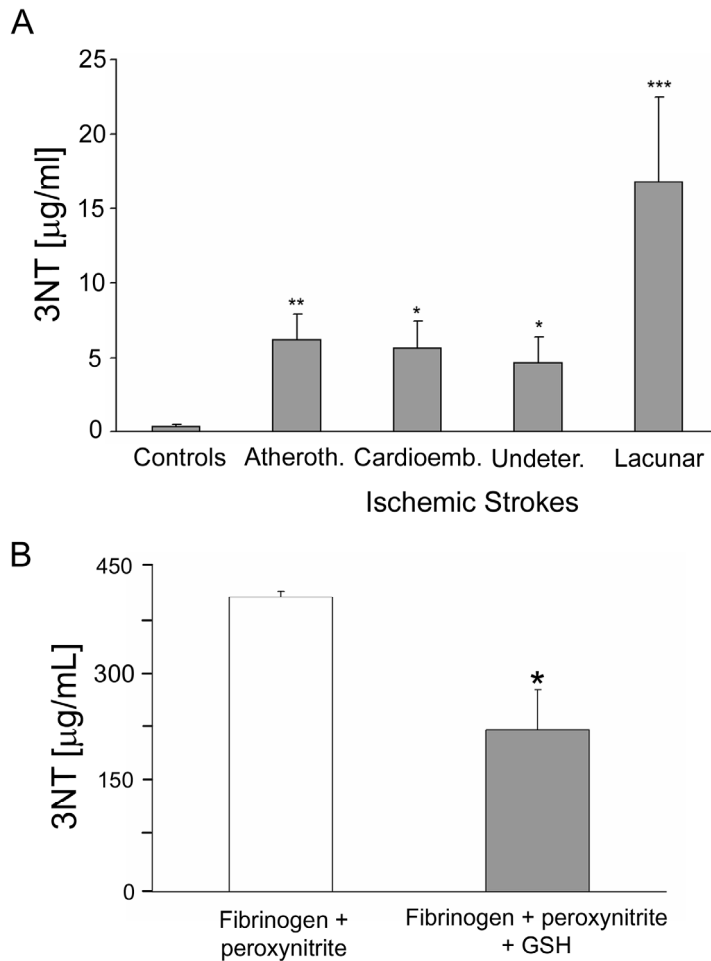 A
3NT [µg/ml]
25
20
15
10
5
0
**
*
*
***
Controls Atheroth. Cardioemb. Undeter. Lacunar
Ischemic Strokes
B
3NT [µg/mL]
450
300
150
0
*
Fibrinogen +
peroxynitrite
Fibrinogen + peroxynitrite
+ GSH